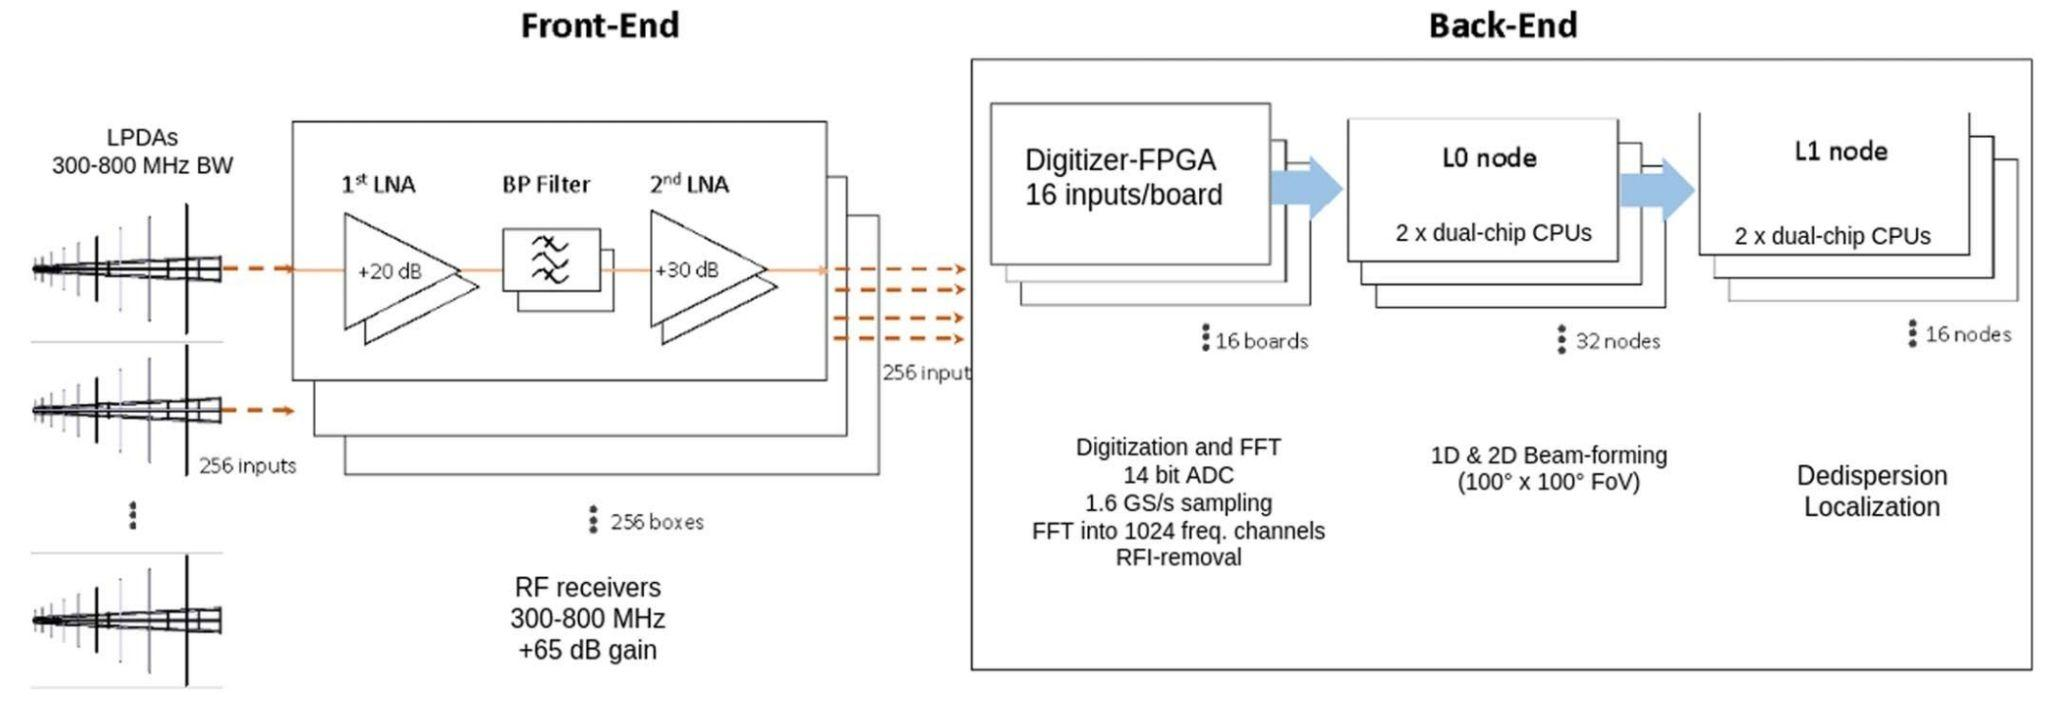 Front-End
Back-End
LPDAs
300-800 MHz BW
256 inputs
1st LNA
BP Filter
2nd LNA
+20 dB
+30 dB
256 input
256 boxes
RF receivers
300-800 MHz
+65 dB gain
Digitizer-FPGA
16 inputs/board
16 boards
Digitization and FFT
14 bit ADC
1.6 GS/s sampling
FFT into 1024 freq. channels
RFI-removal
L0 node
2 x dual-chip CPUs
32 nodes
1D & 2D Beam-forming
(100° x 100° FoV)
L1 node
2 x dual-chip CPUs
16 nodes
Dedispersion
Localization